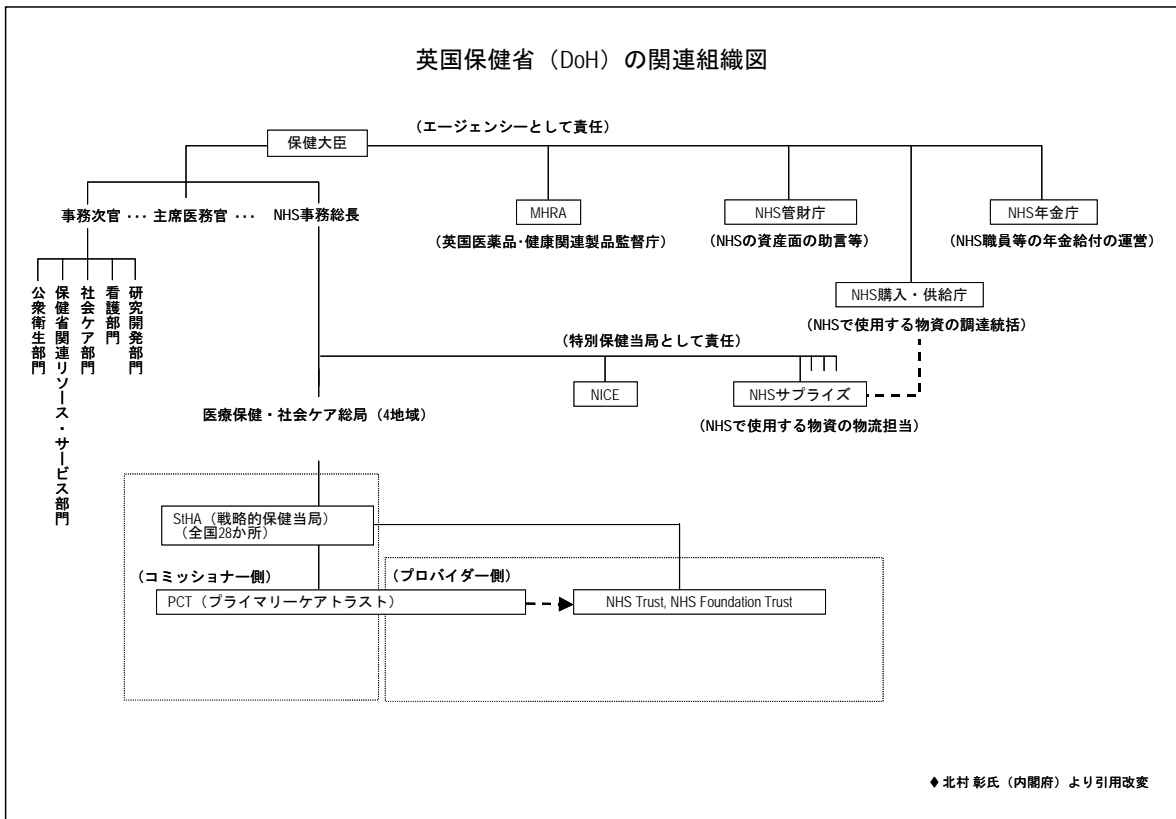 英国保健省（DoH）の関連組織図
（エージェンシーとして責任）
保健大臣
事務次官 ･･･ 主席医務官 ･･･ NHS事務総長
MHRA
（英国医薬品･健康関連製品監督庁）
NHS管財庁
（NHSの資産面の助言等）
NHS年金庁
（NHS職員等の年金給付の運営）
公衆衛生部門
保健省関連リソース・サービス部門
社会ケア部門
看護部門
研究開発部門
NHS購入・供給庁
（NHSで使用する物資の調達統括）
（特別保健当局として責任）
NICE
NHSサプライズ
（NHSで使用する物資の物流担当）
医療保健・社会ケア総局（4地域）
StHA（戦略的保健当局）
（全国28か所）
（コミッショナー側）
（プロバイダー側）
PCT（プライマリーケアトラスト）
NHS Trust, NHS Foundation Trust
♦北村 彰氏（内閣府）より引用改変